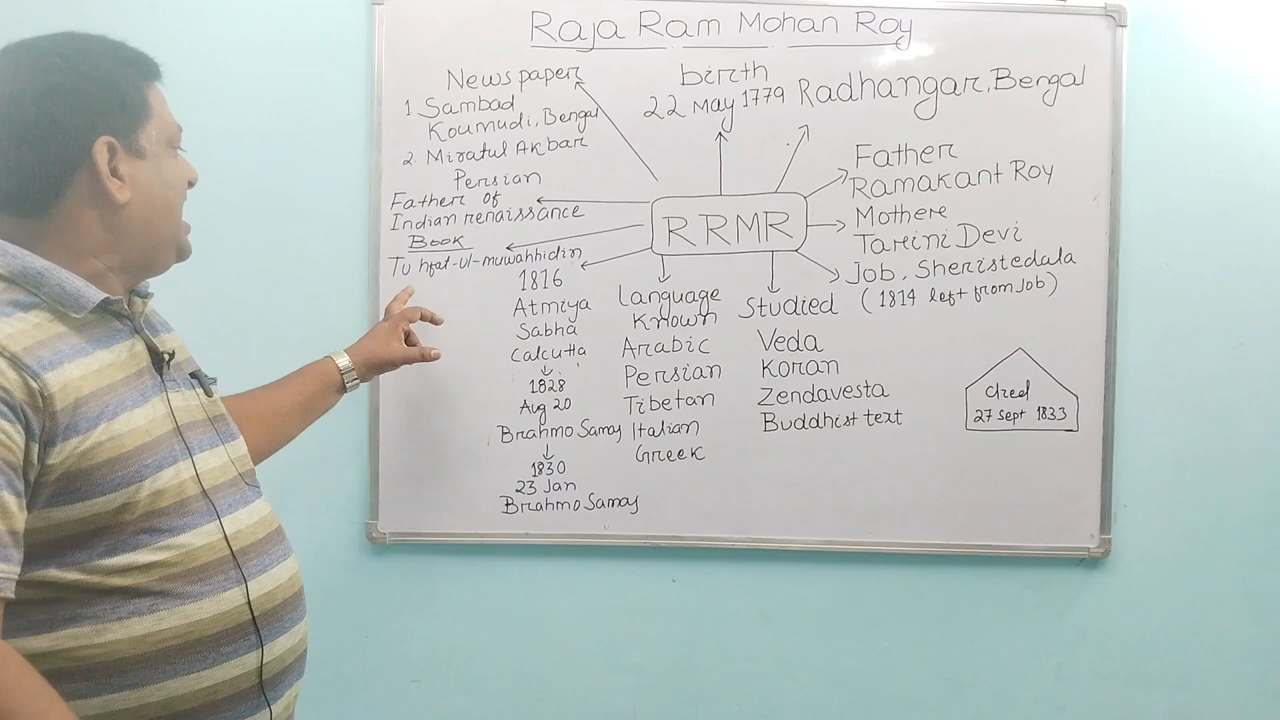 Raja Ram Mohan Roy
News paper
1 Sambad
Koumudi, Bengal
2. Miratul Akbar
Persian
Father of
Indian renaissance
Book
Tu hfat-ul-muwahhidin
1816
Atmiya
Sabha
Calcutta
↓
1828
Aug 20
Brahmo Samaj
↓
1830
23 Jan
Brahmo Samaj
birth
22 May 1779
Radhangar, Bengal
RRMR
Father
Ramakant Roy
Mother
Tarini Devi
Job, Sheristedala
(1814 left from Job)
Language
Known
Arabic
Persian
Tibetan
Italian
Greek
Studied
Veda
Koran
Zendavesta
Buddhist text
died
27 Sept 1833